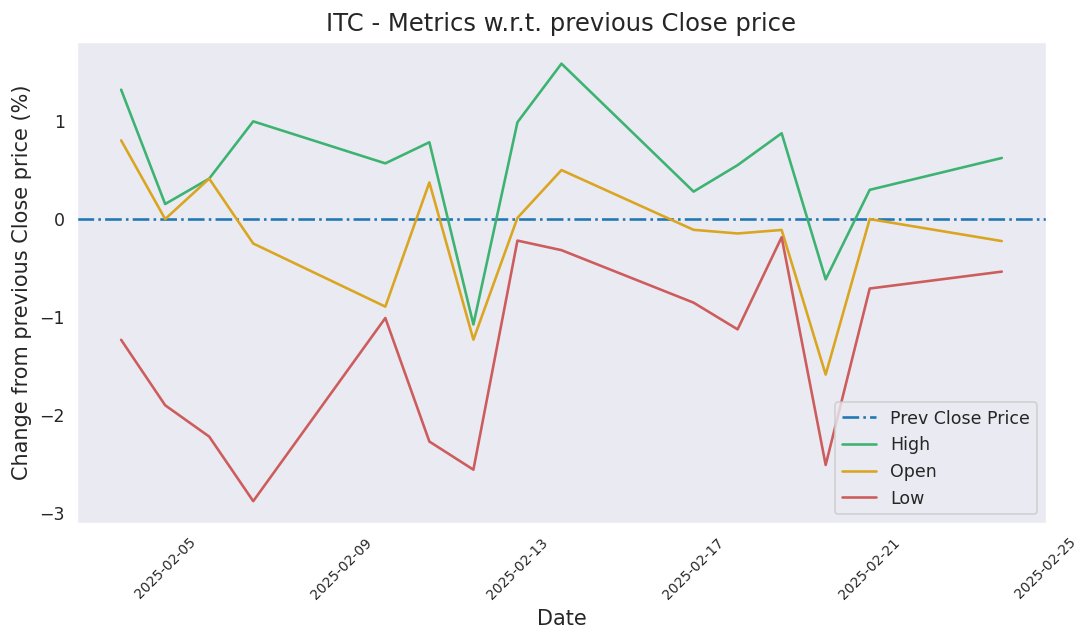 ITC - Metrics w.r.t. previous Close price
Change from previous Close price (%)
1
0
−1
−2
−3
Prev Close Price
High
Open
Low
2025-02-05
2025-02-09
2025-02-13
2025-02-17
2025-02-21
2025-02-25
Date